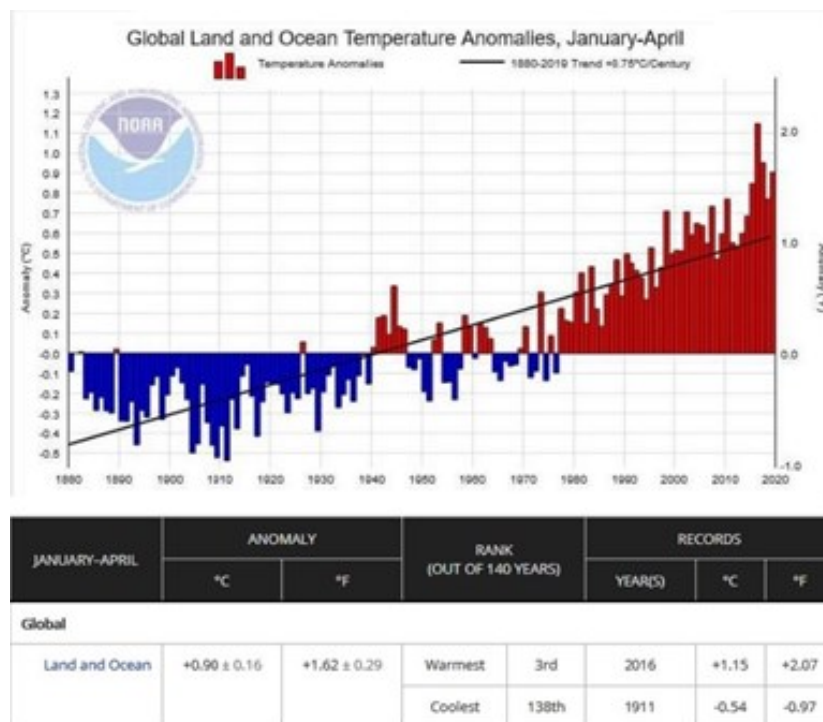 Global Land and Ocean Temperature Anomalies, January-April
Temperature Anomalies
1880-2019 Trend +0.75°C/Century
NOAA
1.3
1.2
1.1
1.0
0.9
0.8
0.7
0.6
0.5
0.4
0.3
0.2
0.1
-0.0
-0.1
-0.2
-0.3
-0.4
-0.5
Anomaly (°C)
2.0
1.0
0.0
-1.0
1880 1890 1900 1910 1920 1930 1940 1950 1960 1970 1980 1990 2000 2010 2020
JANUARY–APRIL ANOMALY RANK (OUT OF 140 YEARS) RECORDS
°C °F YEAR(S) °C °F
Global
Land and Ocean +0.90 ± 0.16 +1.62 ± 0.29 Warmest 3rd 2016 +1.15 +2.07
Coolest 138th 1911 -0.54 -0.97